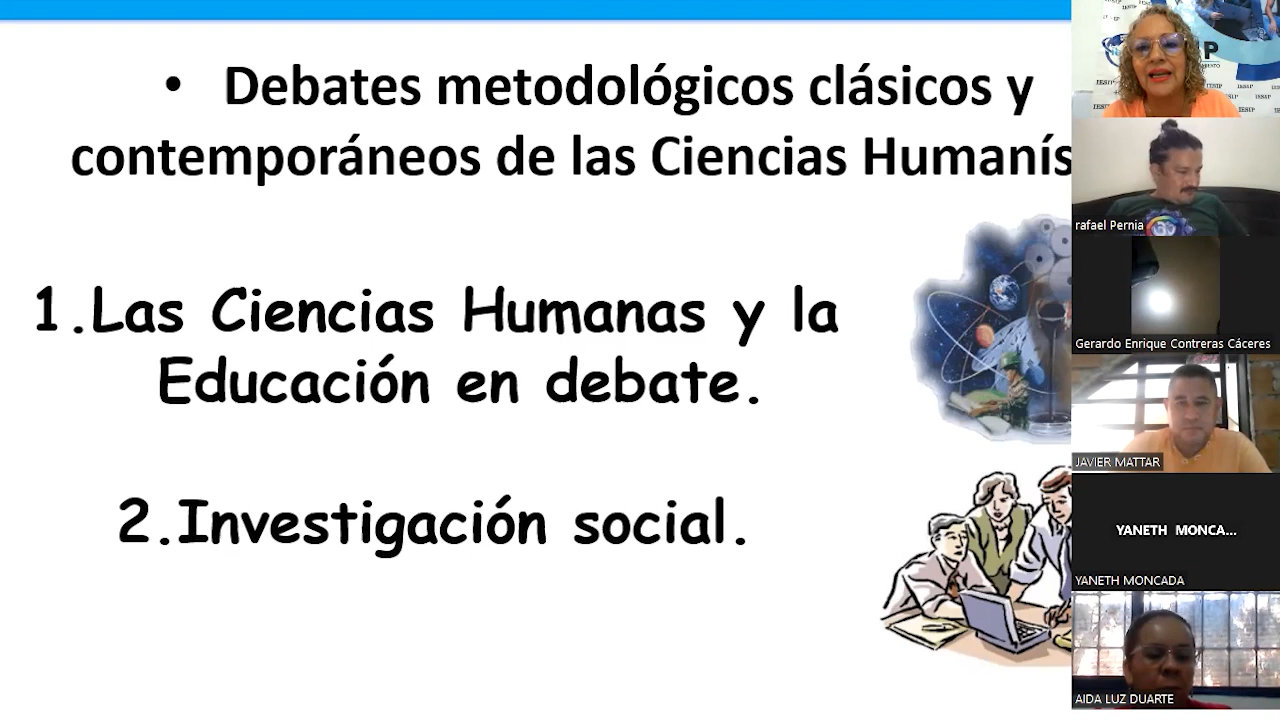 • Debates metodológicos clásicos y
contemporáneos de las Ciencias Humanís
1.Las Ciencias Humanas y la
Educación en debate.
2.Investigación social.
rafael Pernia
Gerardo Enrique Contreras Cáceres
JAVIER MATTAR
YANETH MONCA...
YANETH MONCADA
AIDA LUZ DUARTE